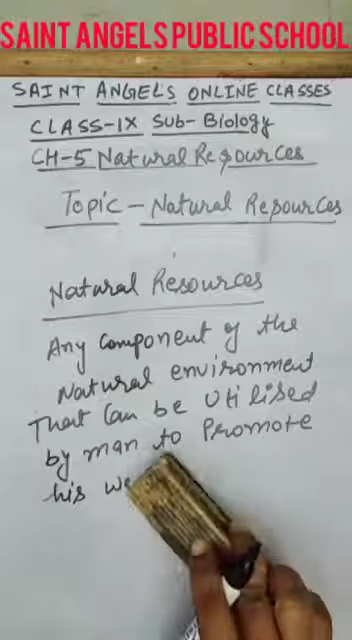 SAINT ANGELS PUBLIC SCHOOL
SAINT ANGEL'S ONLINE CLASSES
CLASS-IX Sub-Biology
CH-5 Natural Resources
Topic - Natural Resources
Natural Resources
Any Component of the
Natural environment
That Can be Utilised
by man to Promote
his